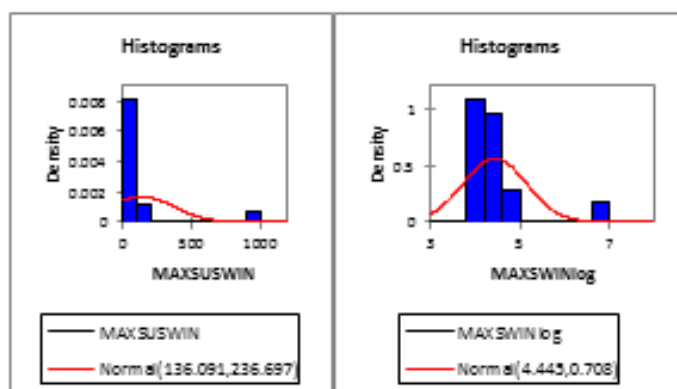 Histograms
0.008
0.006
0.004
0.002
0
Density
0 500 1000
MAXSUSWIN
MAXSUSWIN
Normal(136.091,236.697)
Histograms
1
0.5
0
Density
3 5 7
MAXSWINlog
MAXSWINlog
Normal(4.445,0.708)